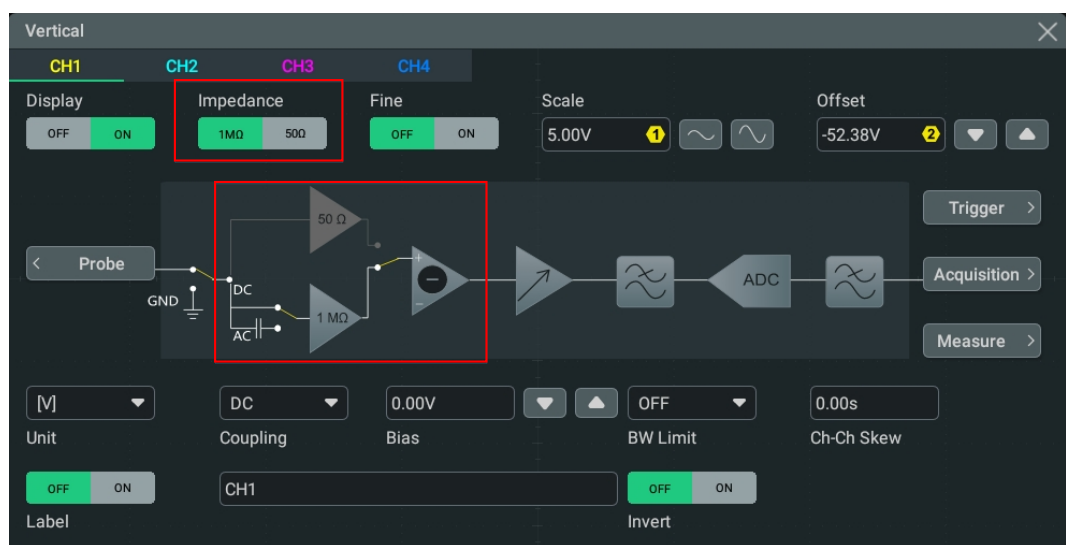 Vertical
CH1 CH2 CH3 CH4
Display Impedance Fine Scale Offset
OFF ON 1MΩ 50Ω OFF ON 5.00V 1 -52.38V 2
50 Ω
Trigger >
< Probe
+
DC
GND
ADC
Acquisition >
1 MΩ
AC
Measure >
[V] DC 0.00V OFF 0.00s
Unit Coupling Bias BW Limit Ch-Ch Skew
OFF ON CH1 OFF ON
Label Invert